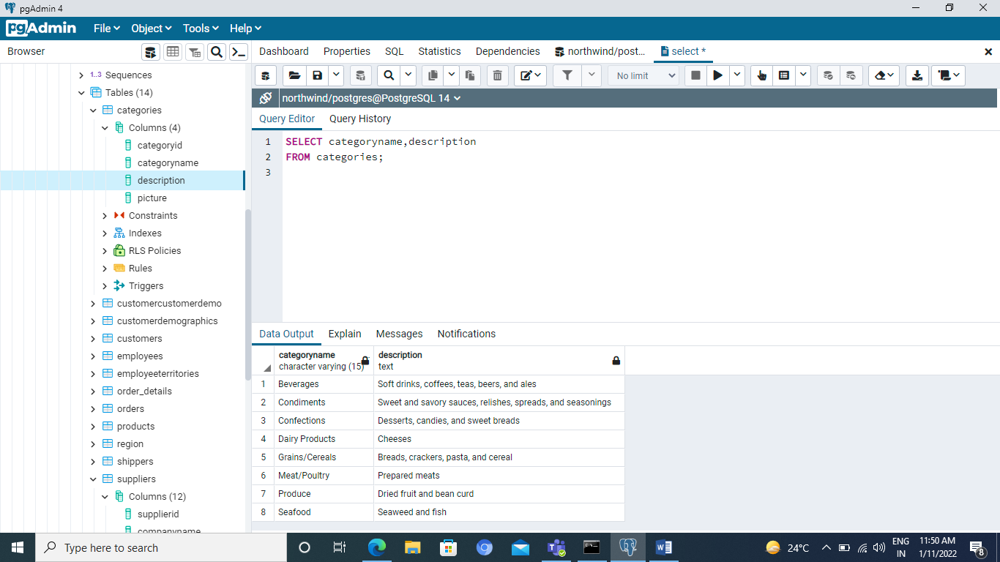 pgAdmin 4
pgAdmin File Object Tools Help
Browser
Dashboard Properties SQL Statistics Dependencies northwind/post... select *
No limit
northwind/postgres@PostgreSQL 14
Query Editor Query History
1 SELECT categoryname,description
2 FROM categories;
3
1..3 Sequences
Tables (14)
categories
Columns (4)
categoryid
categoryname
description
picture
Constraints
Indexes
RLS Policies
Rules
Triggers
customercustomerdemo
customerdemographics
customers
employees
employeeterritories
order_details
orders
products
region
shippers
suppliers
Columns (12)
supplierid
companyname
Data Output Explain Messages Notifications
categoryname description
character varying (15) text
1 Beverages Soft drinks, coffees, teas, beers, and ales
2 Condiments Sweet and savory sauces, relishes, spreads, and seasonings
3 Confections Desserts, candies, and sweet breads
4 Dairy Products Cheeses
5 Grains/Cereals Breads, crackers, pasta, and cereal
6 Meat/Poultry Prepared meats
7 Produce Dried fruit and bean curd
8 Seafood Seaweed and fish
Type here to search
24°C
ENG
IN
11:50 AM
1/11/2022
8